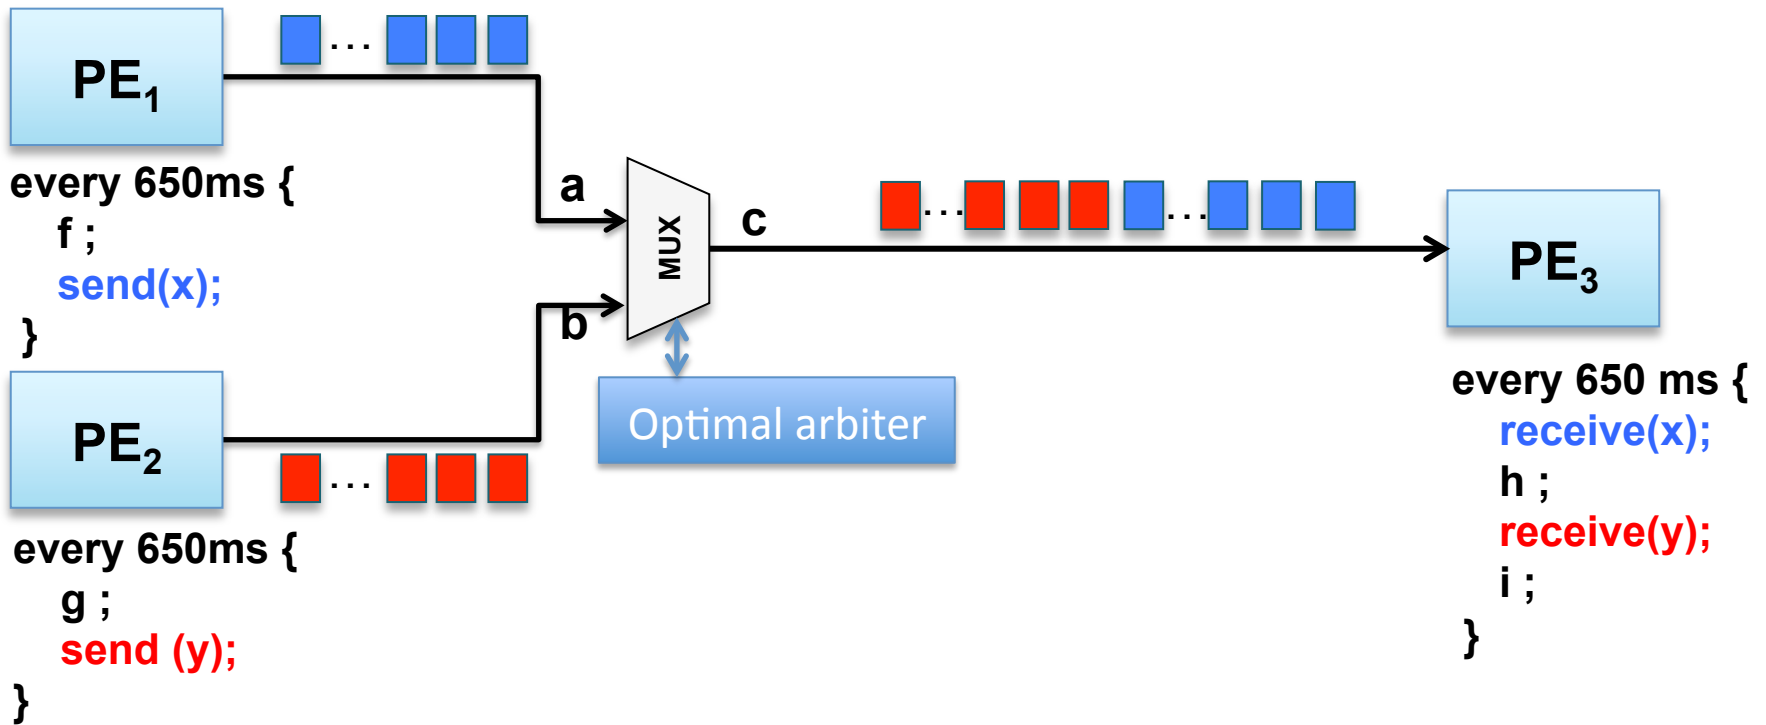 PE1
every 650ms {
f ;
send(x);
}
PE2
every 650ms {
g ;
send (y);
}
. . .
. . .
a
b
MUX
c
Optimal arbiter
. . .
. . .
PE3
every 650 ms {
receive(x);
h ;
receive(y);
i ;
}